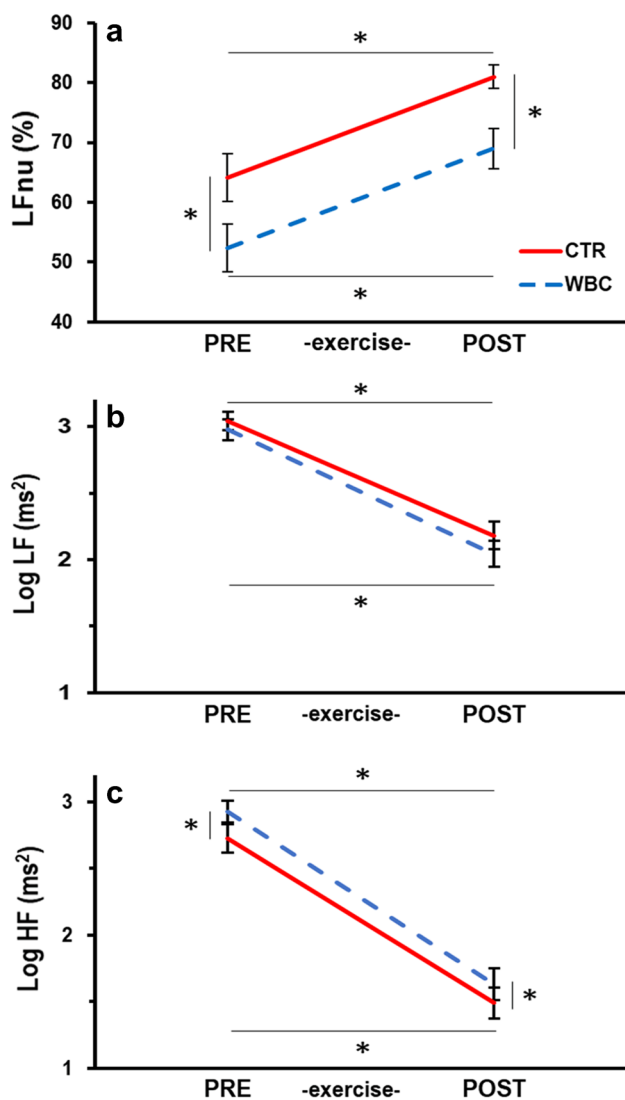 a
LFnu (%)
90
80
70
60
50
40
*
*
*
*
CTR
WBC
PRE -exercise- POST
b
Log LF (ms²)
3
2
1
*
*
PRE -exercise- POST
c
Log HF (ms²)
3
2
1
*
*
*
*
PRE -exercise- POST